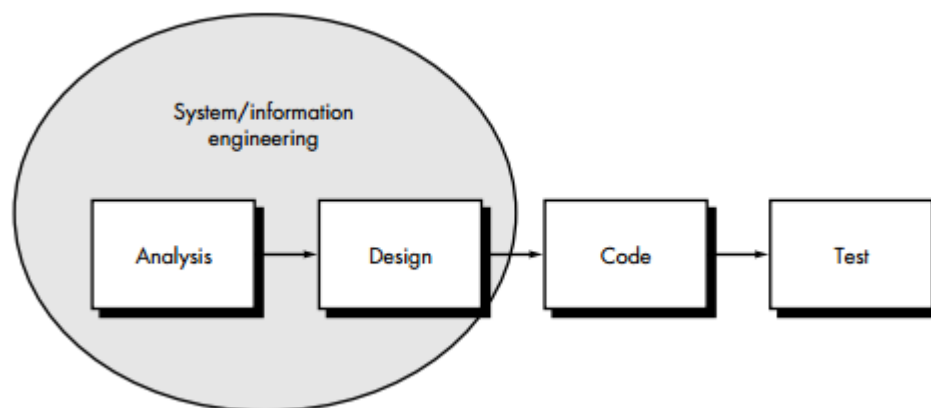 System/information
engineering
Analysis
Design
Code
Test